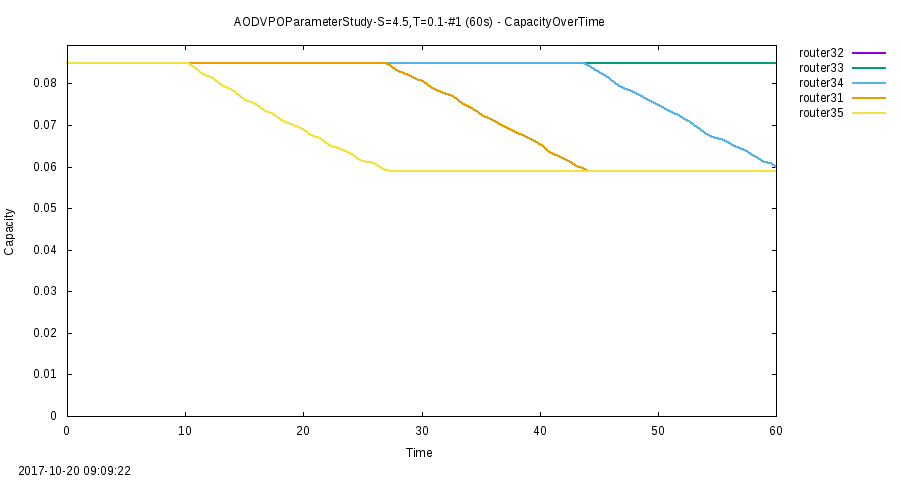 AODVPOParameterStudy-S=4.5,T=0.1-#1 (60s) - CapacityOverTime
router32
router33
router34
router31
router35
0.08
0.07
0.06
0.05
0.04
0.03
0.02
0.01
0
Capacity
0 10 20 30 40 50 60
Time
2017-10-20 09:09:22